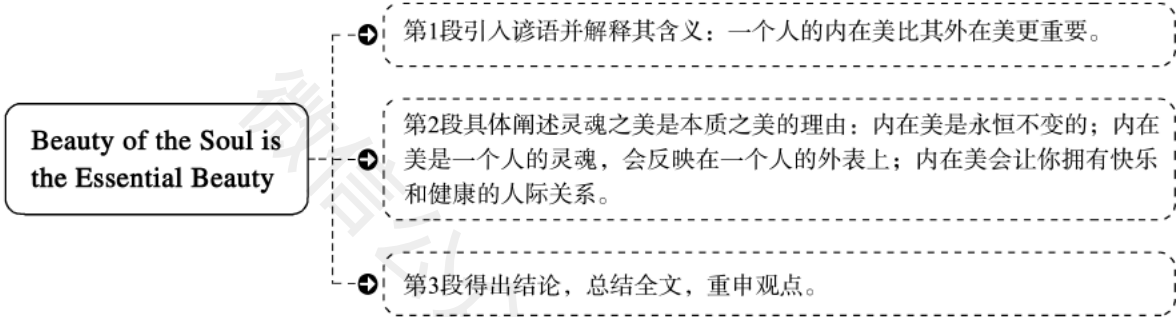 第1段引入谚语并解释其含义：一个人的内在美比其外在美更重要。
Beauty of the Soul is
the Essential Beauty
第2段具体阐述灵魂之美是本质之美的理由：内在美是永恒不变的；内在
美是一个人的灵魂，会反映在一个人的外表上；内在美会让你拥有快乐
和健康的人际关系。
第3段得出结论，总结全文，重申观点。
微信公